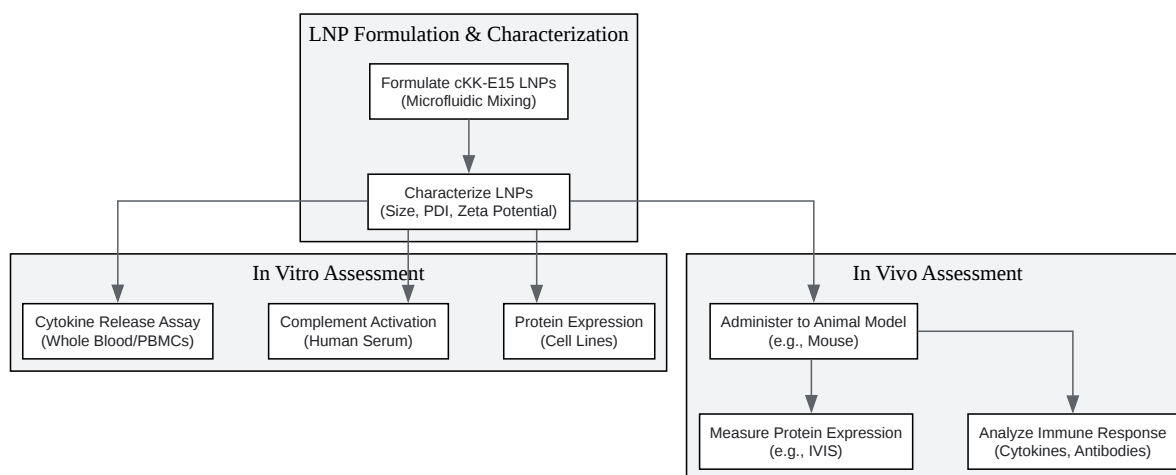 LNP Formulation & Characterization
Formulate cKK-E15 LNPs
(Microfluidic Mixing)
Characterize LNPs
(Size, PDI, Zeta Potential)
In Vitro Assessment
Cytokine Release Assay
(Whole Blood/PBMCs)
Complement Activation
(Human Serum)
Protein Expression
(Cell Lines)
In Vivo Assessment
Administer to Animal Model
(e.g., Mouse)
Measure Protein Expression
(e.g., IVIS)
Analyze Immune Response
(Cytokines, Antibodies)